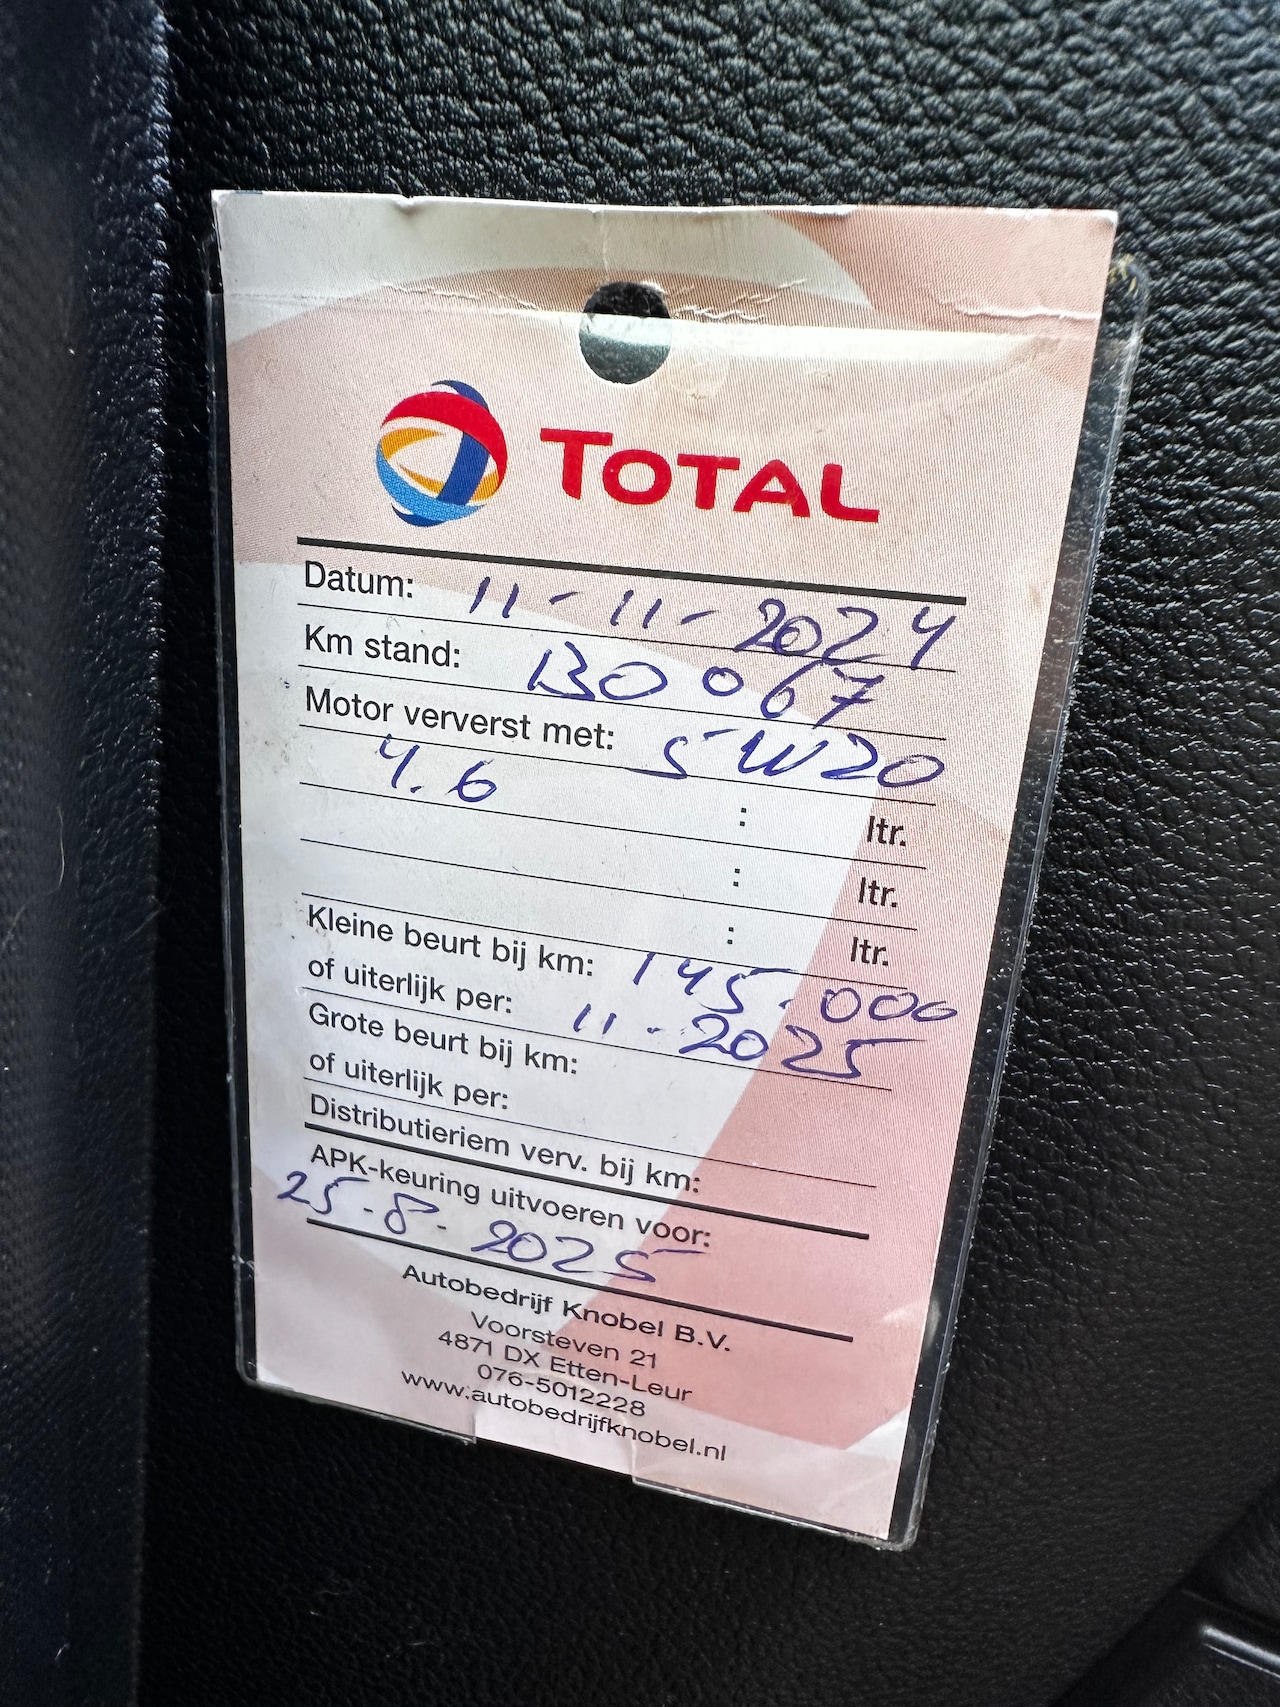 TOTAL
Datum: 11-11-2024
Km stand: 130067
Motor ververst met: 5W20
4.6 : ltr.
: ltr.
: ltr.
Kleine beurt bij km: 145.000
of uiterlijk per: 11-2025
Grote beurt bij km:
of uiterlijk per:
Distributieriem verv. bij km:
APK-keuring uitvoeren voor:
25-8-2025
Autobedrijf Knobel B.V.
Voorsteven 21
4871 DX Etten-Leur
076-5012228
www.autobedrijfknobel.nl